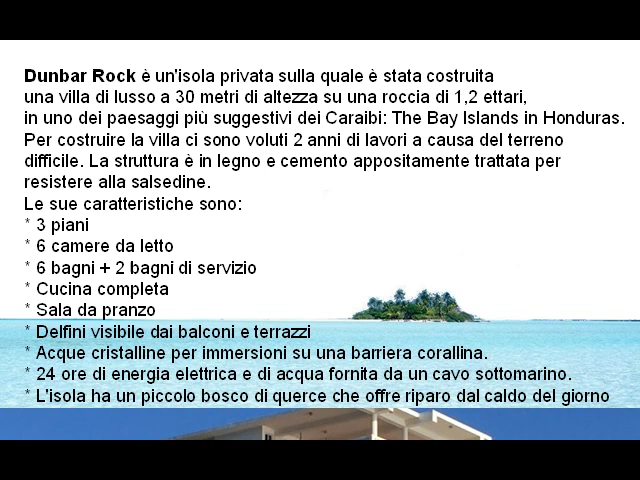 Dunbar Rock è un'isola privata sulla quale è stata costruita
una villa di lusso a 30 metri di altezza su una roccia di 1,2 ettari,
in uno dei paesaggi più suggestivi dei Caraibi: The Bay Islands in Honduras.
Per costruire la villa ci sono voluti 2 anni di lavori a causa del terreno
difficile. La struttura è in legno e cemento appositamente trattata per
resistere alla salsedine.
Le sue caratteristiche sono:
* 3 piani
* 6 camere da letto
* 6 bagni + 2 bagni di servizio
* Cucina completa
* Sala da pranzo
* Delfini visibile dai balconi e terrazzi
* Acque cristalline per immersioni su una barriera corallina.
* 24 ore di energia elettrica e di acqua fornita da un cavo sottomarino.
* L'isola ha un piccolo bosco di querce che offre riparo dal caldo del giorno